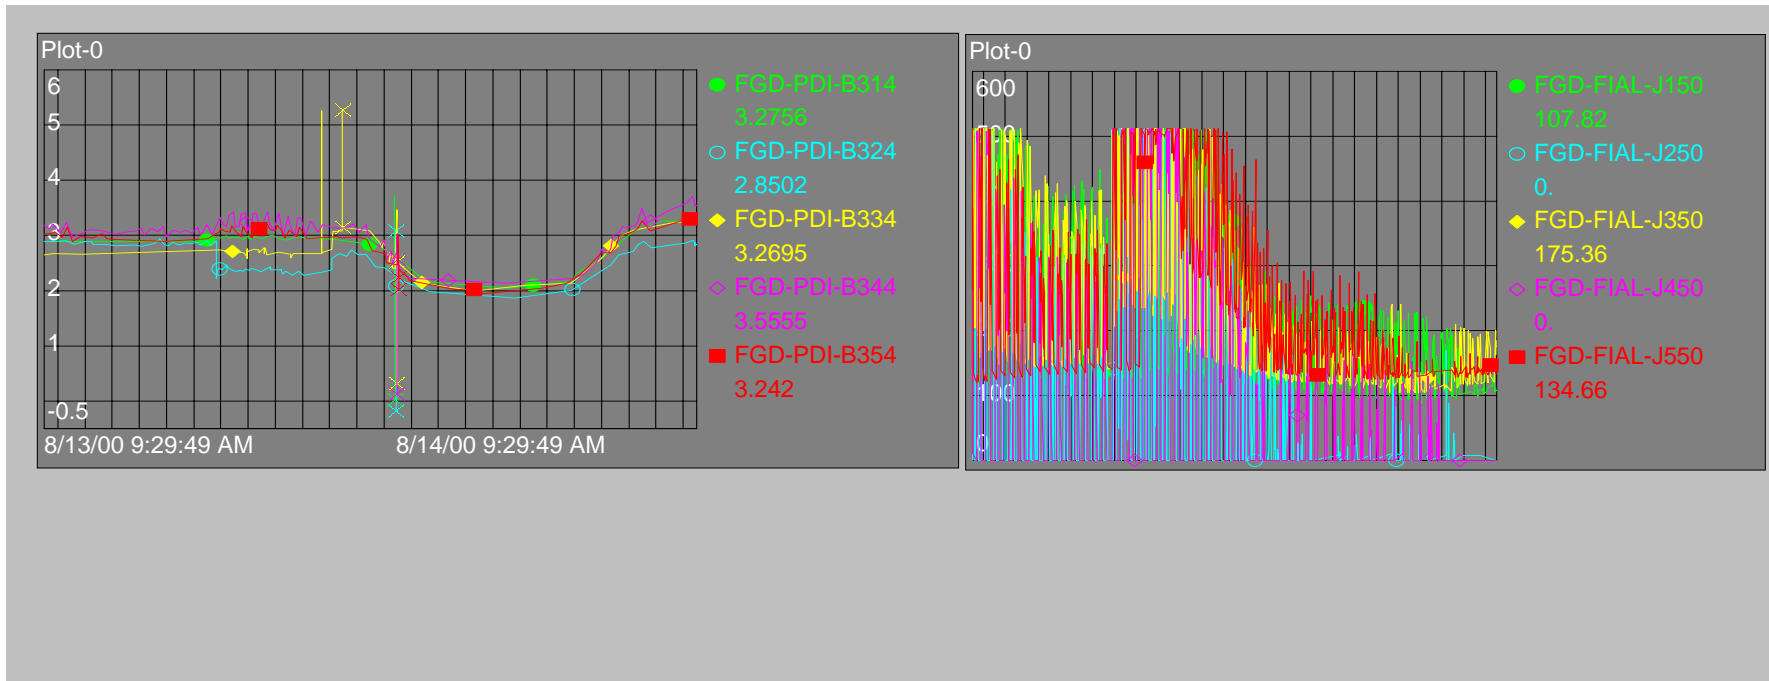 Plot-0
6
5
4
3
2
1
-0.5
8/13/00 9:29:49 AM
8/14/00 9:29:49 AM
FGD-PDI-B314
3.2756
FGD-PDI-B324
2.8502
FGD-PDI-B334
3.2695
FGD-PDI-B344
3.5555
FGD-PDI-B354
3.242
Plot-0
600
500
100
0
FGD-FIAL-J150
107.82
FGD-FIAL-J250
0.
FGD-FIAL-J350
175.36
FGD-FIAL-J450
0.
FGD-FIAL-J550
134.66